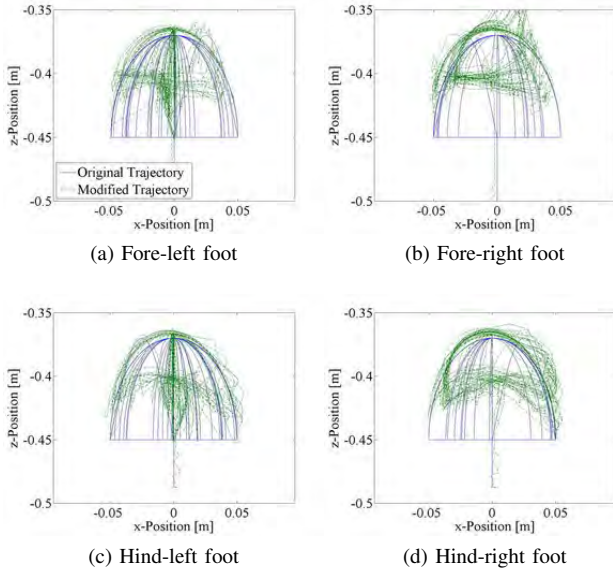 -0.35
-0.4
-0.45
-0.5
z-Position [m]
Original Trajectory
Modified Trajectory
-0.05
0
0.05
x-Position [m]
(a) Fore-left foot
-0.35
-0.4
-0.45
-0.5
z-Position [m]
-0.05
0
0.05
x-Position [m]
(b) Fore-right foot
-0.35
-0.4
-0.45
-0.5
z-Position [m]
-0.05
0
0.05
x-Position [m]
(c) Hind-left foot
-0.35
-0.4
-0.45
-0.5
z-Position [m]
-0.05
0
0.05
x-Position [m]
(d) Hind-right foot